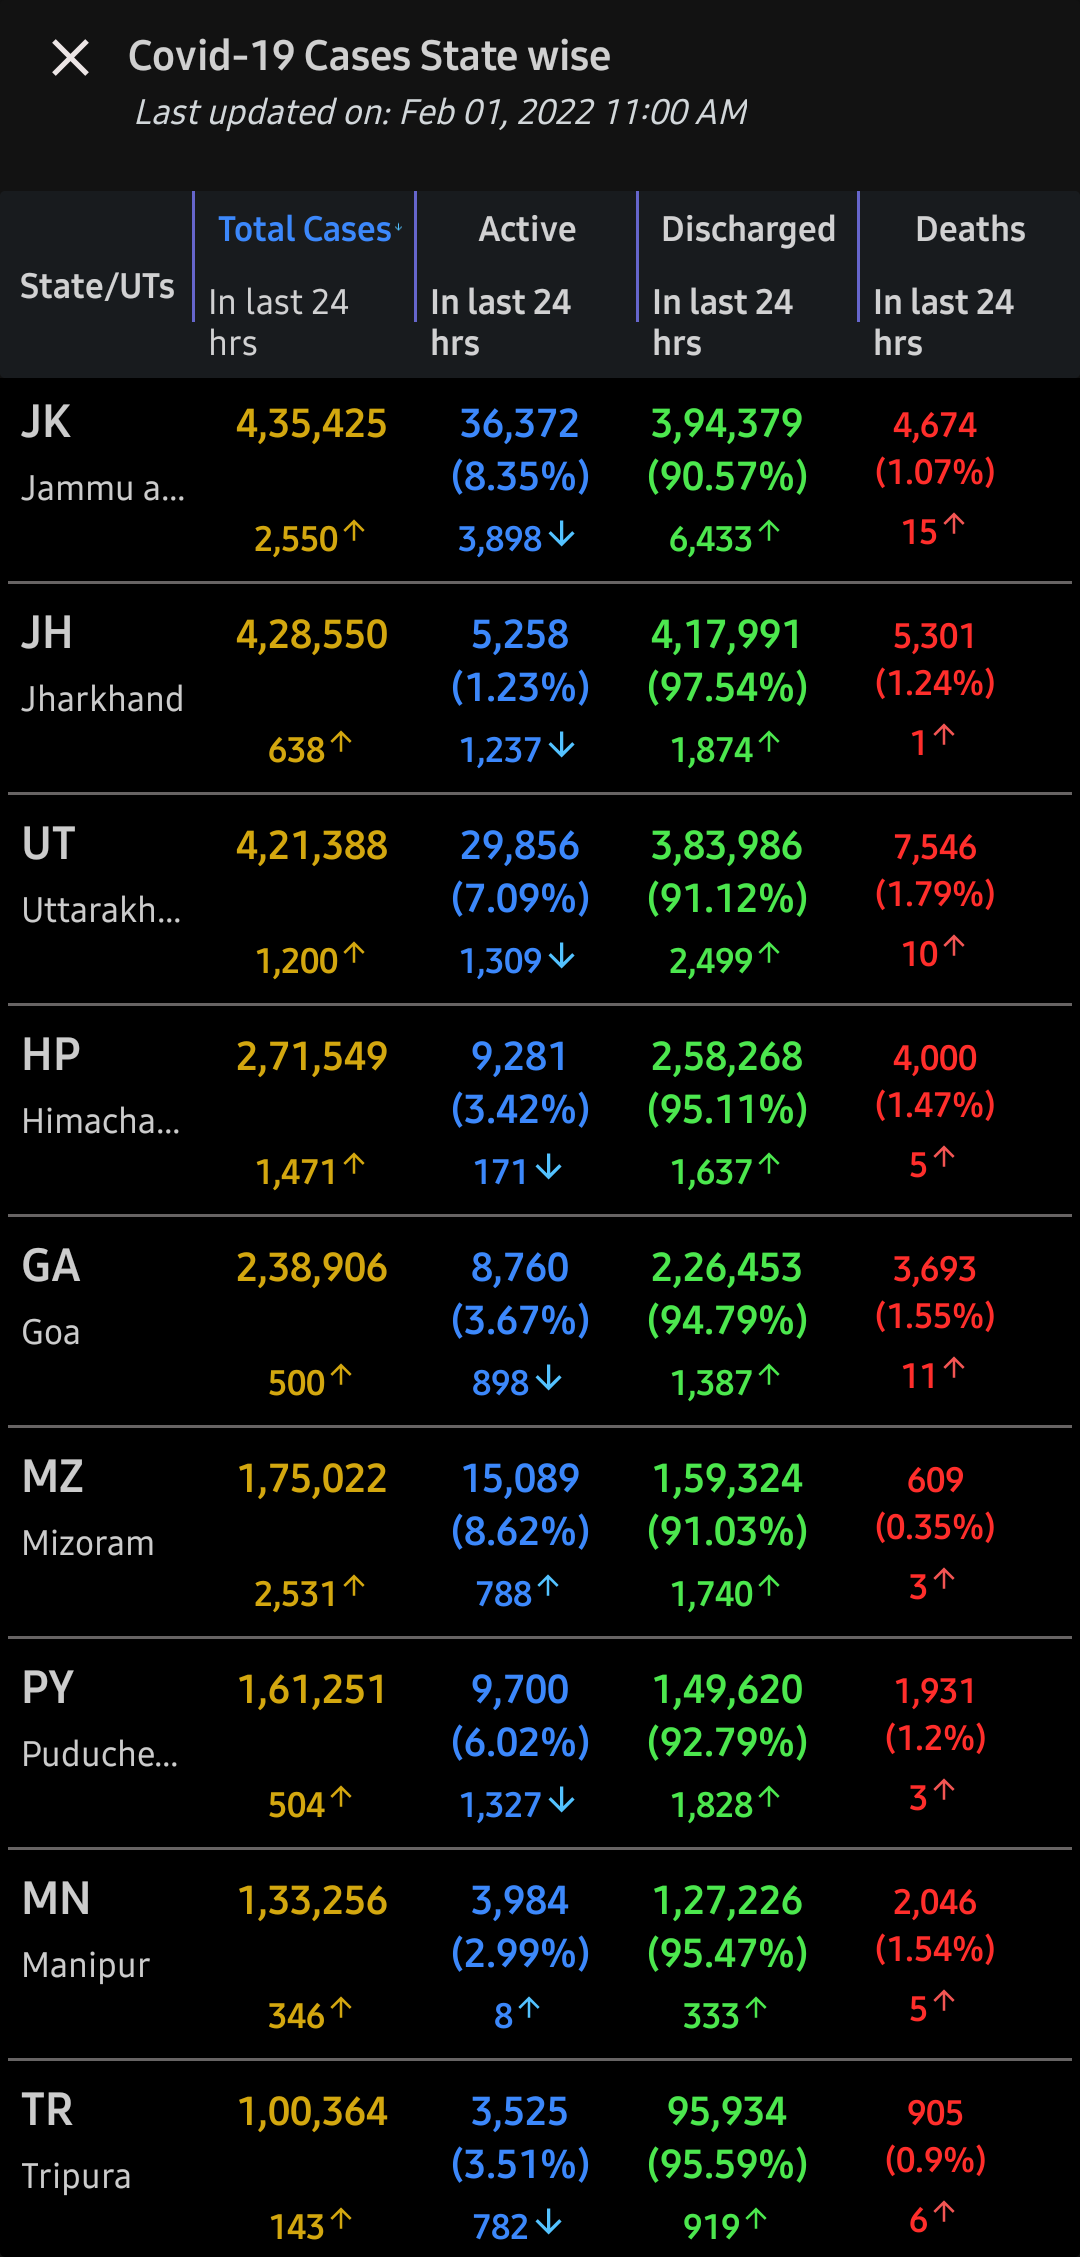 Covid-19 Cases State wise
Last updated on: Feb 01, 2022 11:00 AM
State/UTs Total Cases↓ Active Discharged Deaths
In last 24 hrs In last 24 hrs In last 24 hrs In last 24 hrs
JK 4,35,425 36,372 3,94,379 4,674
Jammu a... (8.35%) (90.57%) (1.07%)
2,550↑ 3,898↓ 6,433↑ 15↑
JH 4,28,550 5,258 4,17,991 5,301
Jharkhand (1.23%) (97.54%) (1.24%)
638↑ 1,237↓ 1,874↑ 1↑
UT 4,21,388 29,856 3,83,986 7,546
Uttarakh... (7.09%) (91.12%) (1.79%)
1,200↑ 1,309↓ 2,499↑ 10↑
HP 2,71,549 9,281 2,58,268 4,000
Himacha... (3.42%) (95.11%) (1.47%)
1,471↑ 171↓ 1,637↑ 5↑
GA 2,38,906 8,760 2,26,453 3,693
Goa (3.67%) (94.79%) (1.55%)
500↑ 898↓ 1,387↑ 11↑
MZ 1,75,022 15,089 1,59,324 609
Mizoram (8.62%) (91.03%) (0.35%)
2,531↑ 788↑ 1,740↑ 3↑
PY 1,61,251 9,700 1,49,620 1,931
Puduche... (6.02%) (92.79%) (1.2%)
504↑ 1,327↓ 1,828↑ 3↑
MN 1,33,256 3,984 1,27,226 2,046
Manipur (2.99%) (95.47%) (1.54%)
346↑ 8↑ 333↑ 5↑
TR 1,00,364 3,525 95,934 905
Tripura (3.51%) (95.59%) (0.9%)
143↑ 782↓ 919↑ 6↑